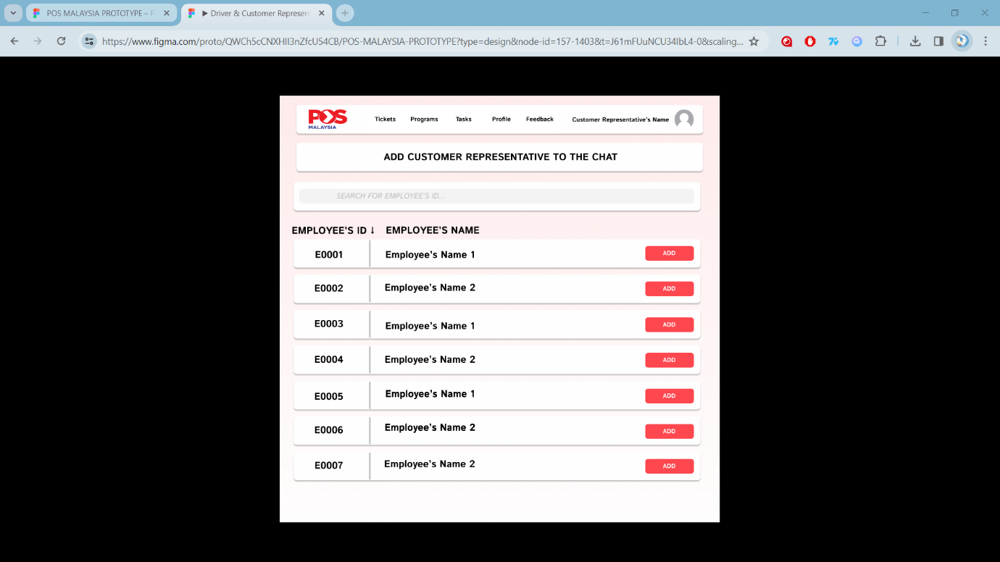 POS MALAYSIA PROTOTYPE – F
▶ Driver & Customer Represen
https://www.figma.com/proto/QWCh5cCNXHII3nZfcU54CB/POS-MALAYSIA-PROTOTYPE?type=design&node-id=157-1403&t=J61mFUuNCU34IbL4-0&scaling...
POS
MALAYSIA
Tickets Programs Tasks Profile Feedback Customer Representative's Name
ADD CUSTOMER REPRESENTATIVE TO THE CHAT
SEARCH FOR EMPLOYEE'S ID...
EMPLOYEE'S ID ↓ EMPLOYEE'S NAME
E0001 Employee's Name 1 ADD
E0002 Employee's Name 2 ADD
E0003 Employee's Name 1 ADD
E0004 Employee's Name 2 ADD
E0005 Employee's Name 1 ADD
E0006 Employee's Name 2 ADD
E0007 Employee's Name 2 ADD